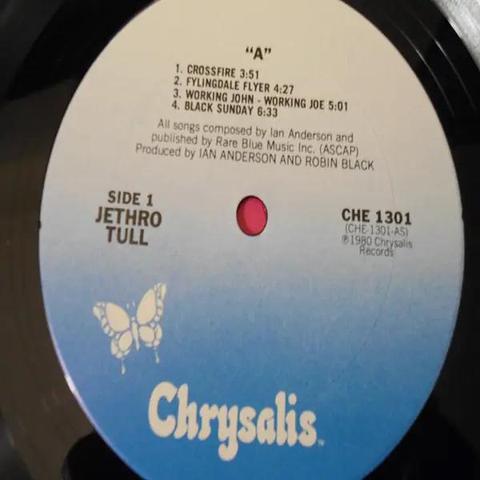 "A"
1. CROSSFIRE 3:51
2. FYLINGDALE FLYER 4:27
3. WORKING JOHN - WORKING JOE 5:01
4. BLACK SUNDAY 6:33
All songs composed by Ian Anderson and
published by Rare Blue Music Inc. (ASCAP)
Produced by IAN ANDERSON AND ROBIN BLACK
SIDE 1
JETHRO
TULL
CHE 1301
(CHE-1301-AS)
℗1980 Chrysalis
Records
Chrysalis™